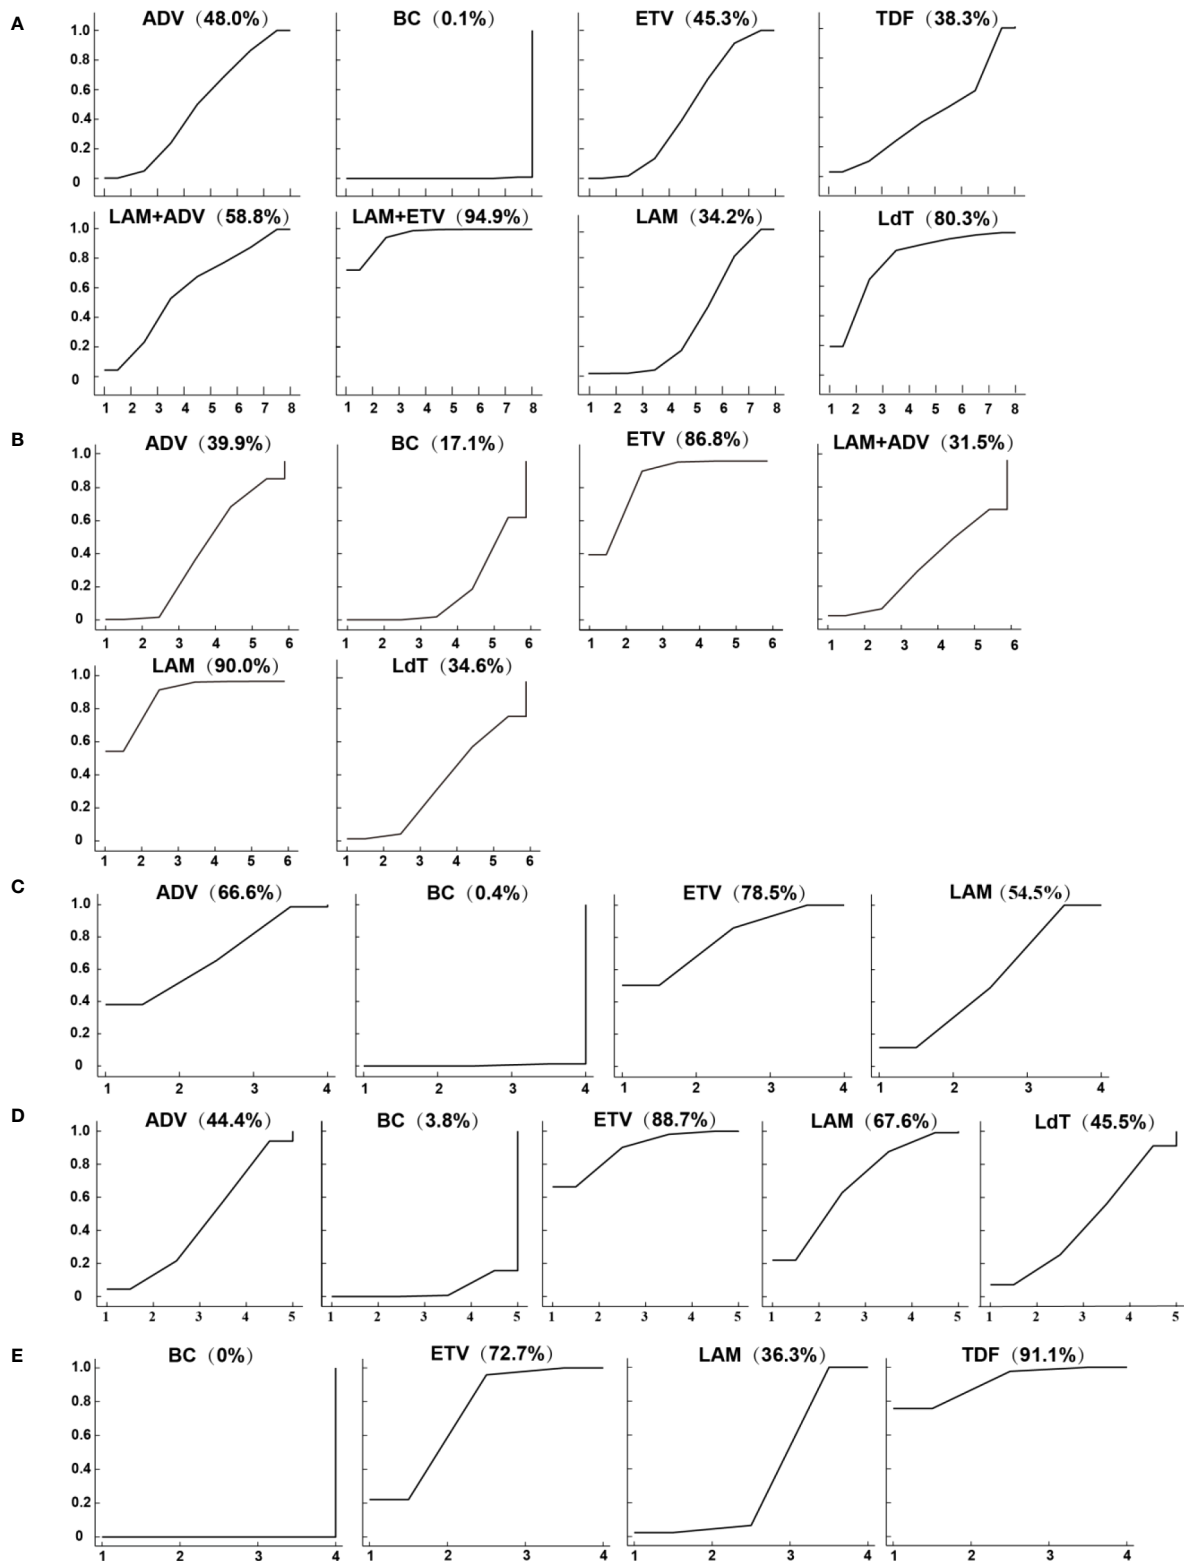 A
ADV（48.0%） BC（0.1%） ETV（45.3%） TDF（38.3%）
1.0
0.8
0.6
0.4
0.2
0
LAM+ADV（58.8%） LAM+ETV（94.9%） LAM（34.2%） LdT（80.3%）
1.0
0.8
0.6
0.4
0.2
0
1 2 3 4 5 6 7 8 1 2 3 4 5 6 7 8 1 2 3 4 5 6 7 8 1 2 3 4 5 6 7 8
B
ADV（39.9%） BC（17.1%） ETV（86.8%） LAM+ADV（31.5%）
1.0
0.8
0.6
0.4
0.2
0
1 2 3 4 5 6 1 2 3 4 5 6 1 2 3 4 5 6 1 2 3 4 5 6
LAM（90.0%） LdT（34.6%）
1.0
0.8
0.6
0.4
0.2
0
1 2 3 4 5 6 1 2 3 4 5 6
C
ADV（66.6%） BC（0.4%） ETV（78.5%） LAM（54.5%）
1.0
0.8
0.6
0.4
0.2
0
1 2 3 4 1 2 3 4 1 2 3 4 1 2 3 4
D
ADV（44.4%） BC（3.8%） ETV（88.7%） LAM（67.6%） LdT（45.5%）
1.0
0.8
0.6
0.4
0.2
0
1 2 3 4 5 1 2 3 4 5 1 2 3 4 5 1 2 3 4 5 1 2 3 4 5
E
BC（0%） ETV（72.7%） LAM（36.3%） TDF（91.1%）
1.0
0.8
0.6
0.4
0.2
0
1 2 3 4 1 2 3 4 1 2 3 4 1 2 3 4